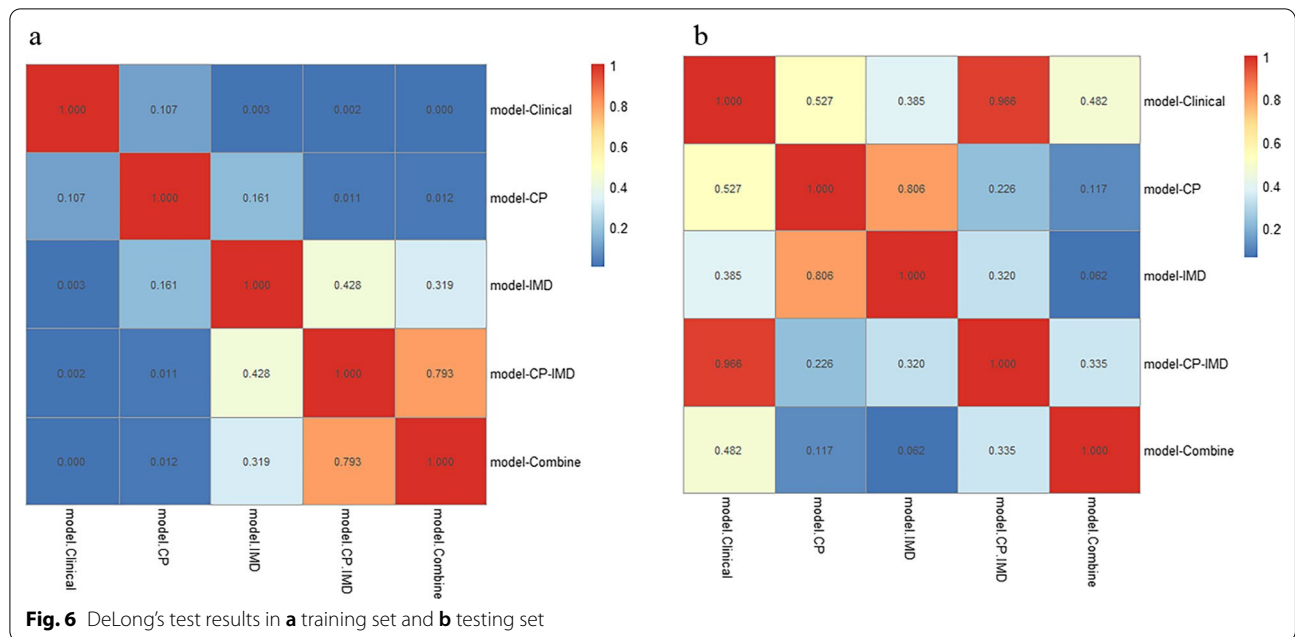 a
1.000 0.107 0.003 0.002 0.000 model-Clinical
0.107 1.000 0.161 0.011 0.012 model-CP
0.003 0.161 1.000 0.428 0.319 model-IMD
0.002 0.011 0.428 1.000 0.793 model-CP-IMD
0.000 0.012 0.319 0.793 1.000 model-Combine
model.Clinical
model.CP
model.IMD
model.CP.IMD
model.Combine
1
0.8
0.6
0.4
0.2
b
1.000 0.527 0.385 0.966 0.482 model-Clinical
0.527 1.000 0.806 0.226 0.117 model-CP
0.385 0.806 1.000 0.320 0.062 model-IMD
0.966 0.226 0.320 1.000 0.335 model-CP-IMD
0.482 0.117 0.062 0.335 1.000 model-Combine
model.Clinical
model.CP
model.IMD
model.CP.IMD
model.Combine
1
0.8
0.6
0.4
0.2
Fig. 6 DeLong's test results in a training set and b testing set